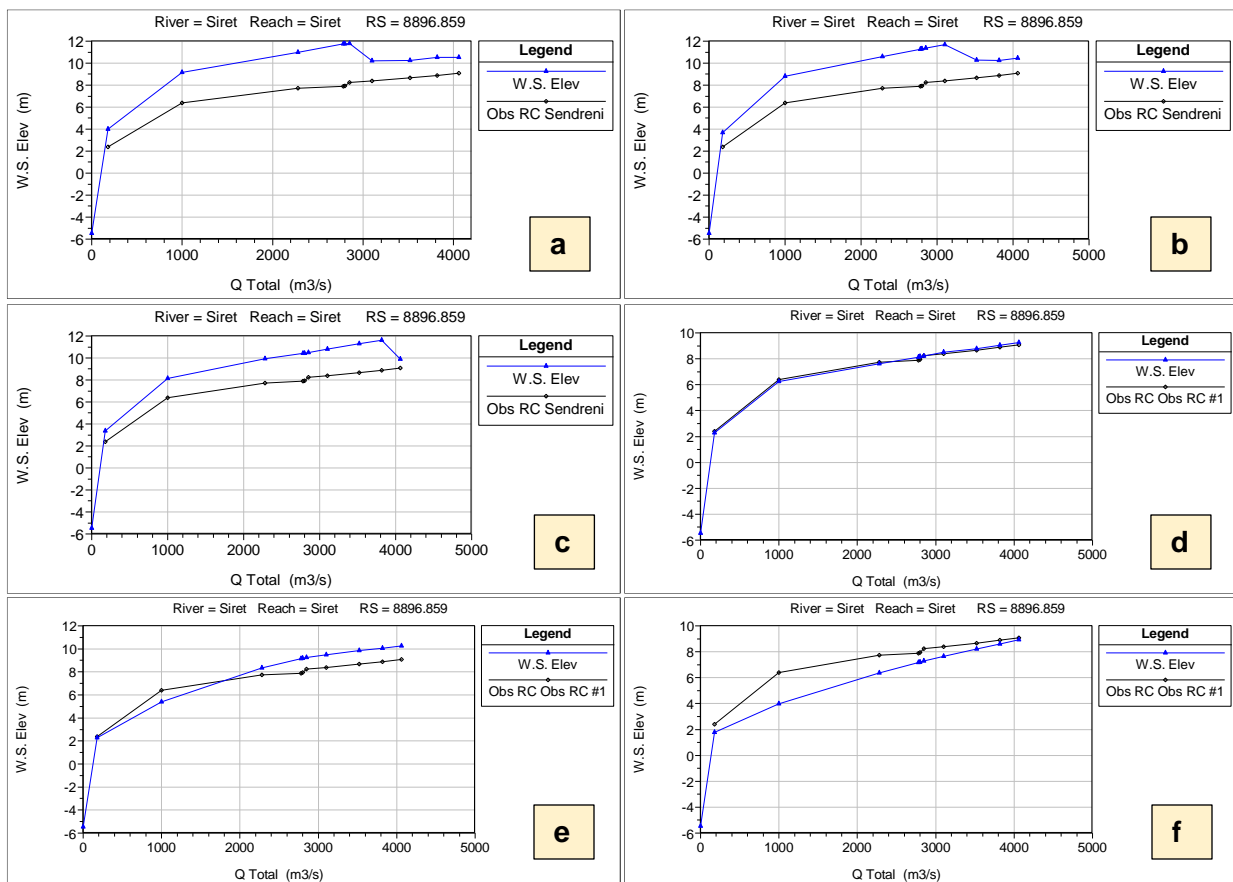 River = Siret Reach = Siret RS = 8896.859
12
10
8
6
4
2
0
-2
-4
-6
W.S. Elev (m)
0 1000 2000 3000 4000
Q Total (m3/s)
Legend
W.S. Elev
Obs RC Sendreni
a
River = Siret Reach = Siret RS = 8896.859
12
10
8
6
4
2
0
-2
-4
-6
W.S. Elev (m)
0 1000 2000 3000 4000 5000
Q Total (m3/s)
Legend
W.S. Elev
Obs RC Sendreni
b
River = Siret Reach = Siret RS = 8896.859
12
10
8
6
4
2
0
-2
-4
-6
W.S. Elev (m)
0 1000 2000 3000 4000 5000
Q Total (m3/s)
Legend
W.S. Elev
Obs RC Sendreni
c
River = Siret Reach = Siret RS = 8896.859
10
8
6
4
2
0
-2
-4
-6
W.S. Elev (m)
0 1000 2000 3000 4000 5000
Q Total (m3/s)
Legend
W.S. Elev
Obs RC Obs RC #1
d
River = Siret Reach = Siret RS = 8896.859
12
10
8
6
4
2
0
-2
-4
-6
W.S. Elev (m)
0 1000 2000 3000 4000 5000
Q Total (m3/s)
Legend
W.S. Elev
Obs RC Obs RC #1
e
River = Siret Reach = Siret RS = 8896.859
10
8
6
4
2
0
-2
-4
-6
W.S. Elev (m)
0 1000 2000 3000 4000 5000
Q Total (m3/s)
Legend
W.S. Elev
Obs RC Obs RC #1
f